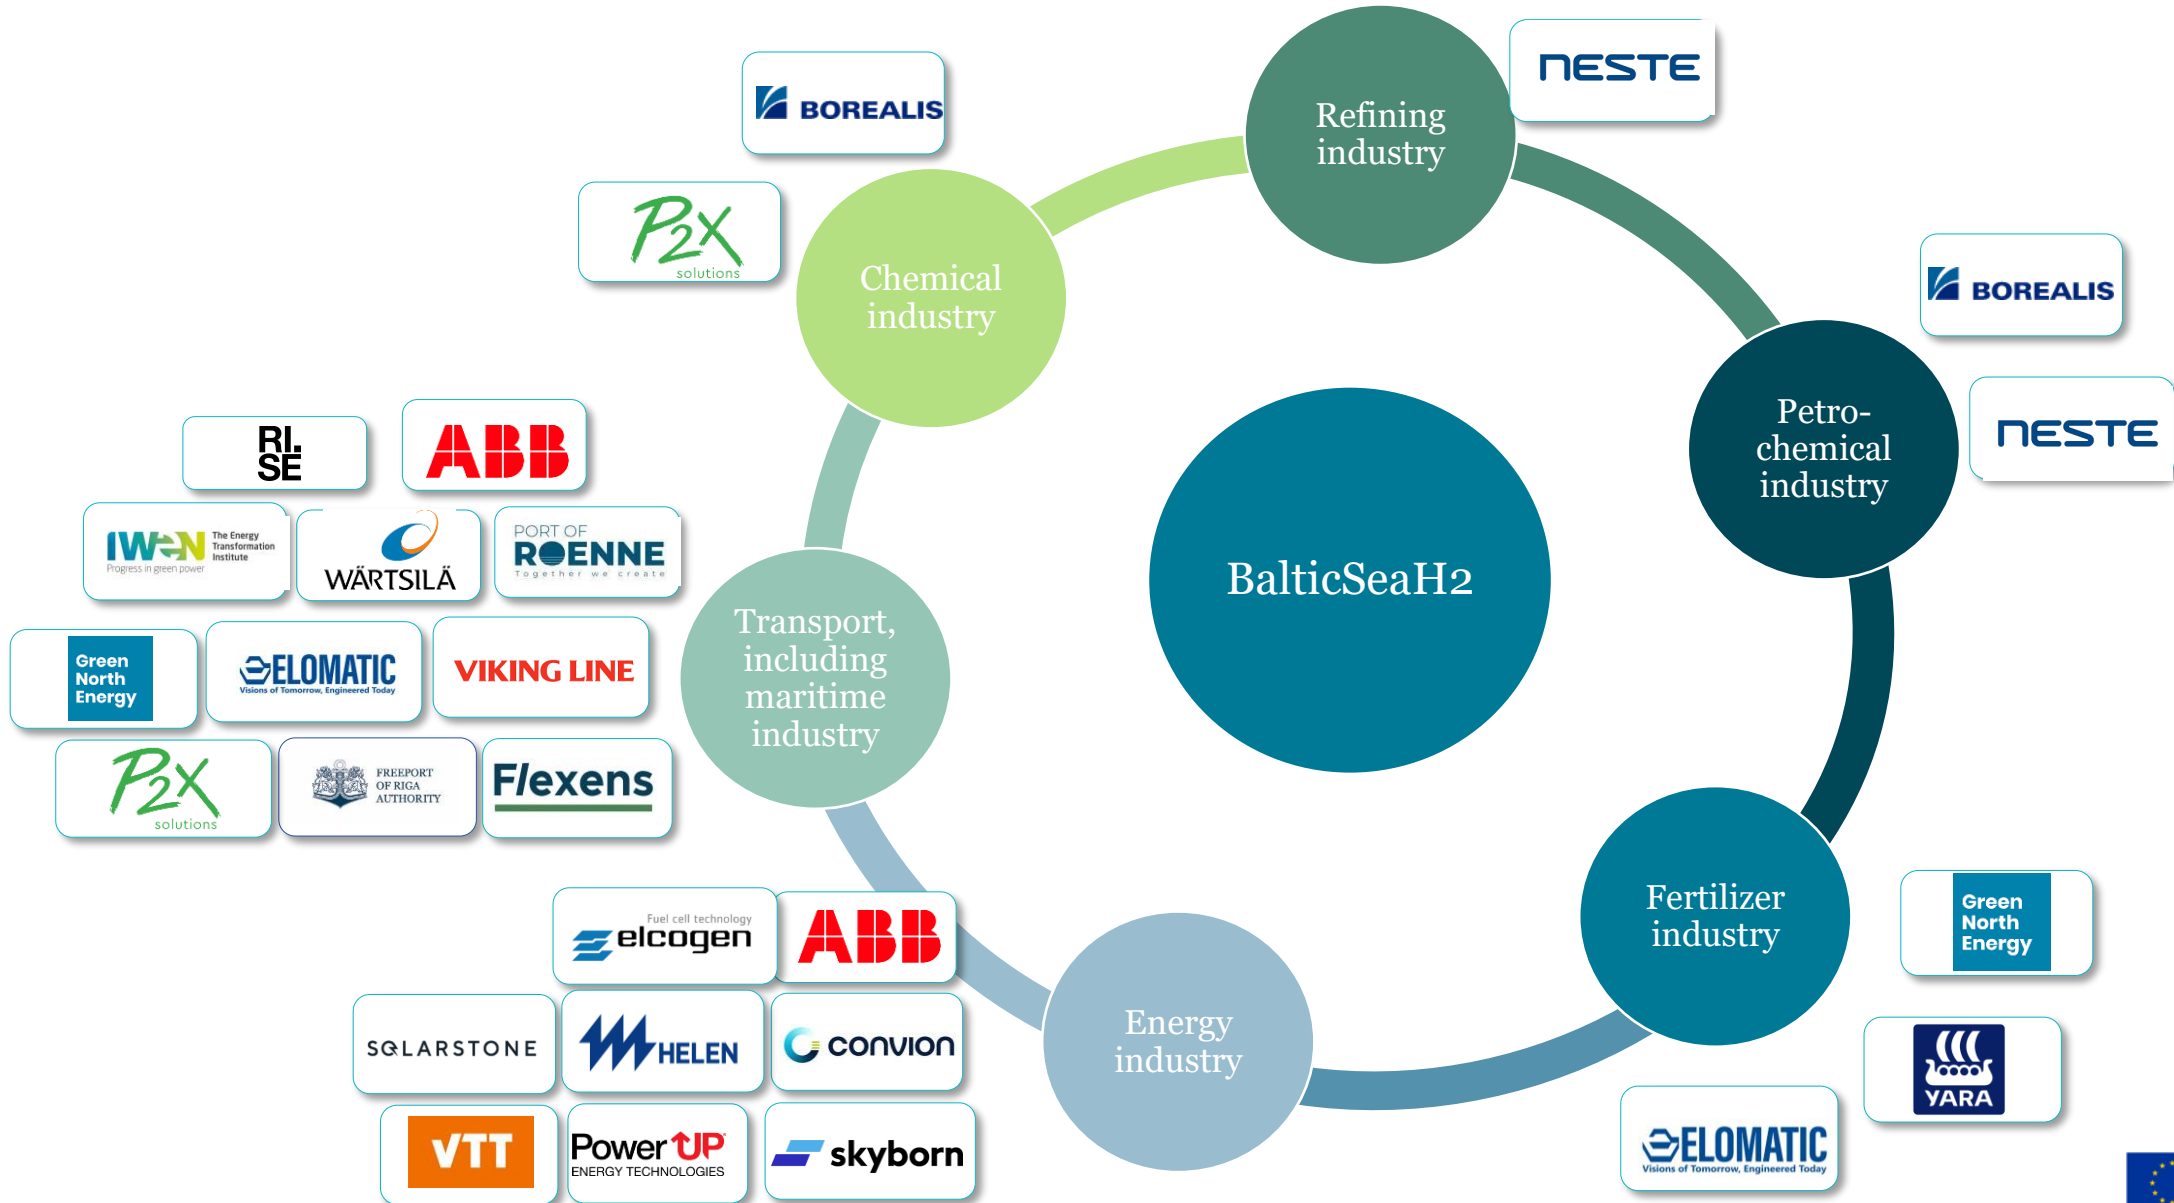 NESTE
Refining
industry
BOREALIS
P2X
solutions
Chemical
industry
BOREALIS
NESTE
Petro-
chemical
industry
BalticSeaH2
RI.
SE
ABB
IWEN
The Energy
Transformation
Institute
Progress in green power
WÄRTSILÄ
PORT OF
ROENNE
Together we create
Transport,
including
maritime
industry
Green
North
Energy
ELOMATIC
Visions of Tomorrow, Engineered Today
VIKING LINE
P2X
solutions
FREEPORT
OF RIGA
AUTHORITY
Flexens
Fertilizer
industry
Green
North
Energy
Fuel cell technology
elcogen
ABB
Energy
industry
SOLARSTONE
HELEN
CONVION
YARA
VTT
Power UP
ENERGY TECHNOLOGIES
skyborn
ELOMATIC
Visions of Tomorrow, Engineered Today